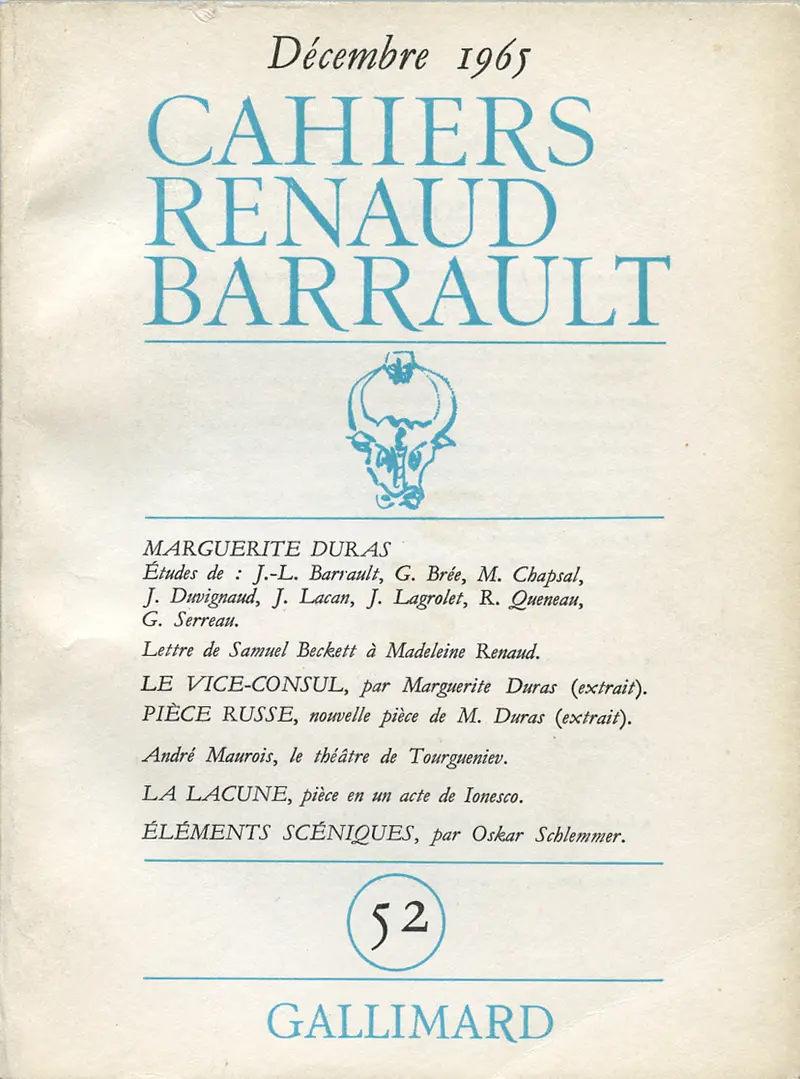 Décembre 1965
CAHIERS
RENAUD
BARRAULT
MARGUERITE DURAS
Études de : J.-L. Barrault, G. Brée, M. Chapsal,
J. Duvignaud, J. Lacan, J. Lagrolet, R. Queneau,
G. Serreau.
Lettre de Samuel Beckett à Madeleine Renaud.
LE VICE-CONSUL, par Marguerite Duras (extrait).
PIÈCE RUSSE, nouvelle pièce de M. Duras (extrait).
André Maurois, le théâtre de Tourgueniev.
LA LACUNE, pièce en un acte de Ionesco.
ÉLÉMENTS SCÉNIQUES, par Oskar Schlemmer.
52
GALLIMARD